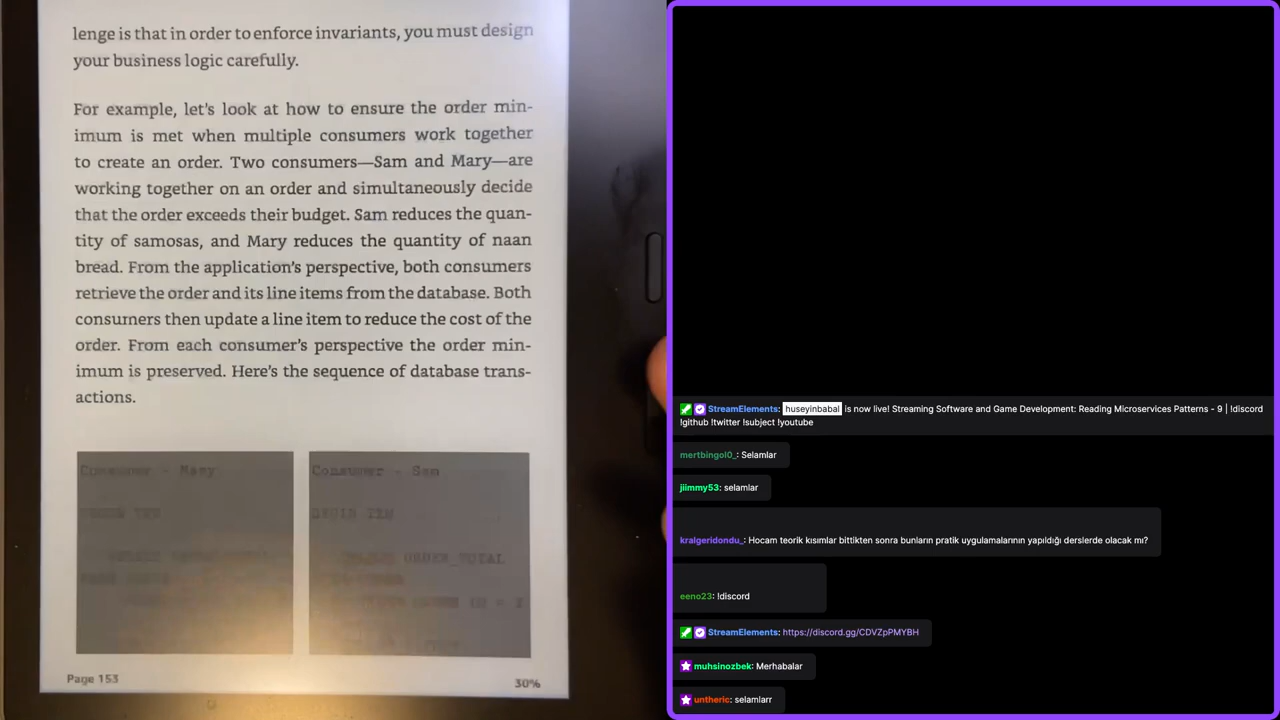 lenge is that in order to enforce invariants, you must design
your business logic carefully.
For example, let's look at how to ensure the order min-
imum is met when multiple consumers work together
to create an order. Two consumers—Sam and Mary—are
working together on an order and simultaneously decide
that the order exceeds their budget. Sam reduces the quan-
tity of samosas, and Mary reduces the quantity of naan
bread. From the application's perspective, both consumers
retrieve the order and its line items from the database. Both
consumers then update a line item to reduce the cost of the
order. From each consumer's perspective the order min-
imum is preserved. Here's the sequence of database trans-
actions.
Consumer - Mary
BEGIN TXN
Consumer - Sam
BEGIN TXN
SELECT ORDER_TOTAL
Page 153
30%
StreamElements: huseyinbabal is now live! Streaming Software and Game Development: Reading Microservices Patterns - 9 | !discord
!github !twitter !subject !youtube
mertbingol0_: Selamlar
jiimmy53: selamlar
kralgeridondu_: Hocam teorik kısımlar bittikten sonra bunların pratik uygulamalarının yapıldığı derslerde olacak mı?
eeno23: !discord
StreamElements: https://discord.gg/CDVZpPMYBH
muhsinozbek: Merhabalar
untheric: selamlarr